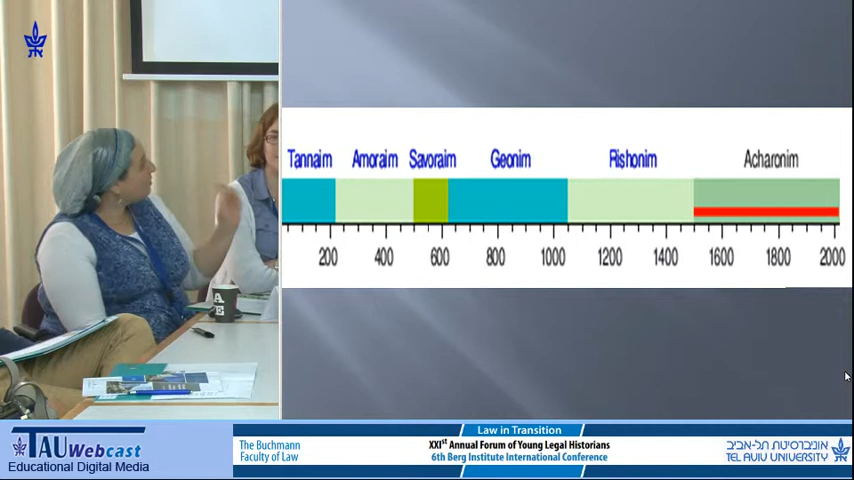 Tannaim Amoraim Savoraim Geonim Rishonim Acharonim
200 400 600 800 1000 1200 1400 1600 1800 2000
A
E
TAU Webcast
Educational Digital Media
Law in Transition
The Buchmann
Faculty of Law
XXIst Annual Forum of Young Legal Historians
6th Berg Institute International Conference
אוניברסיטת תל-אביב
TEL AVIV UNIVERSITY